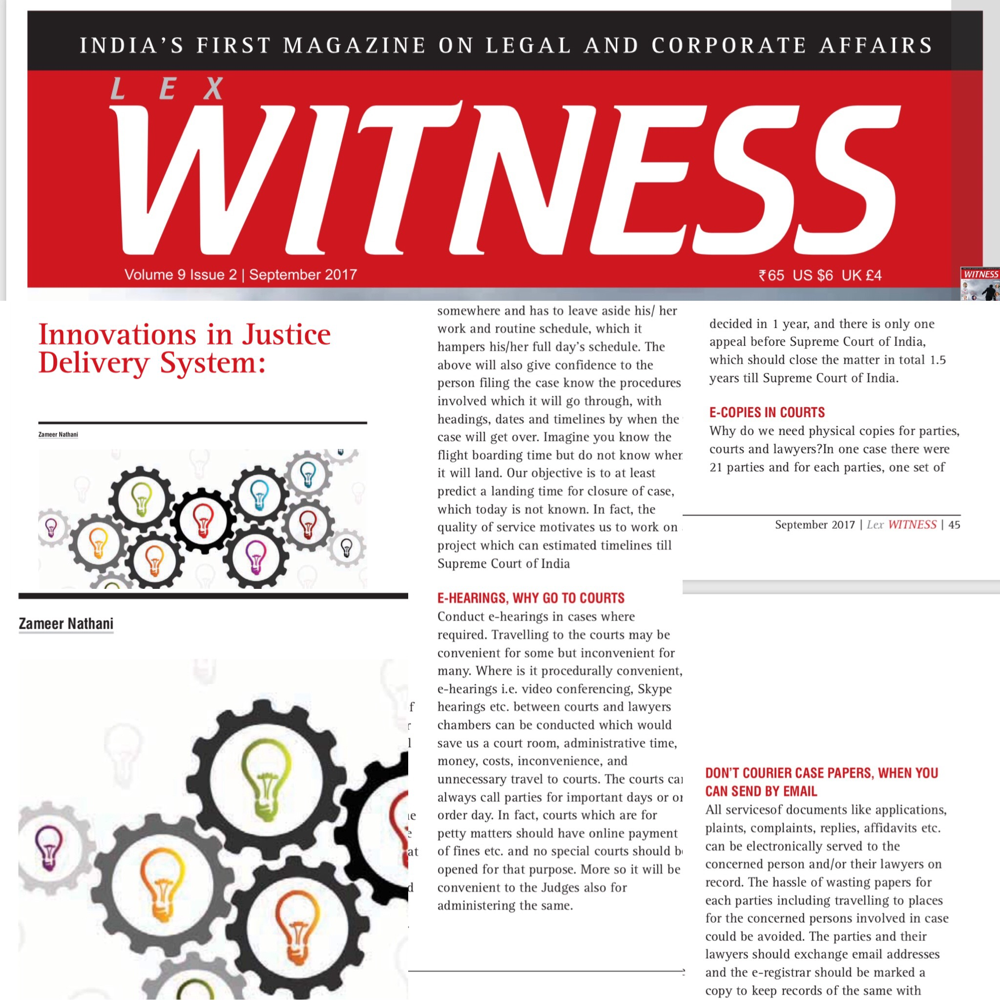 INDIA'S FIRST MAGAZINE ON LEGAL AND CORPORATE AFFAIRS
LEX
WITNESS
Volume 9 Issue 2 | September 2017
₹65 US $6 UK £4
WITNESS
Innovations in Justice
Delivery System:
Zameer Nathani
Zameer Nathani
somewhere and has to leave aside his/ her
work and routine schedule, which it
hampers his/her full day's schedule. The
above will also give confidence to the
person filing the case know the procedures
involved which it will go through, with
headings, dates and timelines by when the
case will get over. Imagine you know the
flight boarding time but do not know when
it will land. Our objective is to at least
predict a landing time for closure of case,
which today is not known. In fact, the
quality of service motivates us to work on
project which can estimated timelines till
Supreme Court of India
E-HEARINGS, WHY GO TO COURTS
Conduct e-hearings in cases where
required. Travelling to the courts may be
convenient for some but inconvenient for
many. Where is it procedurally convenient,
e-hearings i.e. video conferencing, Skype
hearings etc. between courts and lawyers
chambers can be conducted which would
save us a court room, administrative time,
money, costs, inconvenience, and
unnecessary travel to courts. The courts can
always call parties for important days or
order day. In fact, courts which are for
petty matters should have online payment
of fines etc. and no special courts should
opened for that purpose. More so it will be
convenient to the Judges also for
administering the same.
decided in 1 year, and there is only one
appeal before Supreme Court of India,
which should close the matter in total 1.5
years till Supreme Court of India.
E-COPIES IN COURTS
Why do we need physical copies for parties,
courts and lawyers?In one case there were
21 parties and for each parties, one set of
September 2017 | Lex WITNESS | 45
DON'T COURIER CASE PAPERS, WHEN YOU
CAN SEND BY EMAIL
All servicesof documents like applications,
plaints, complaints, replies, affidavits etc.
can be electronically served to the
concerned person and/or their lawyers on
record. The hassle of wasting papers for
each parties including travelling to places
for the concerned persons involved in case
could be avoided. The parties and their
lawyers should exchange email addresses
and the e-registrar should be marked a
copy to keep records of the same with